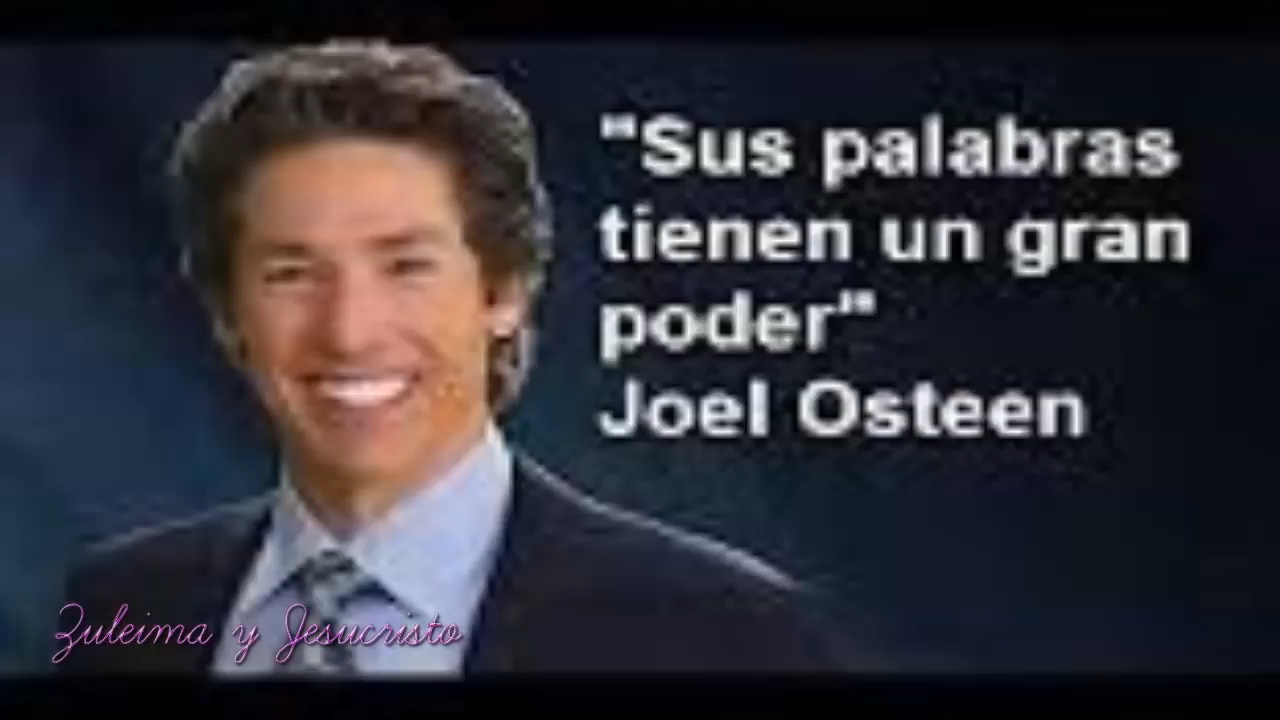 "Sus palabras
tienen un gran
poder"
Joel Osteen
Zuleima y Jesucristo